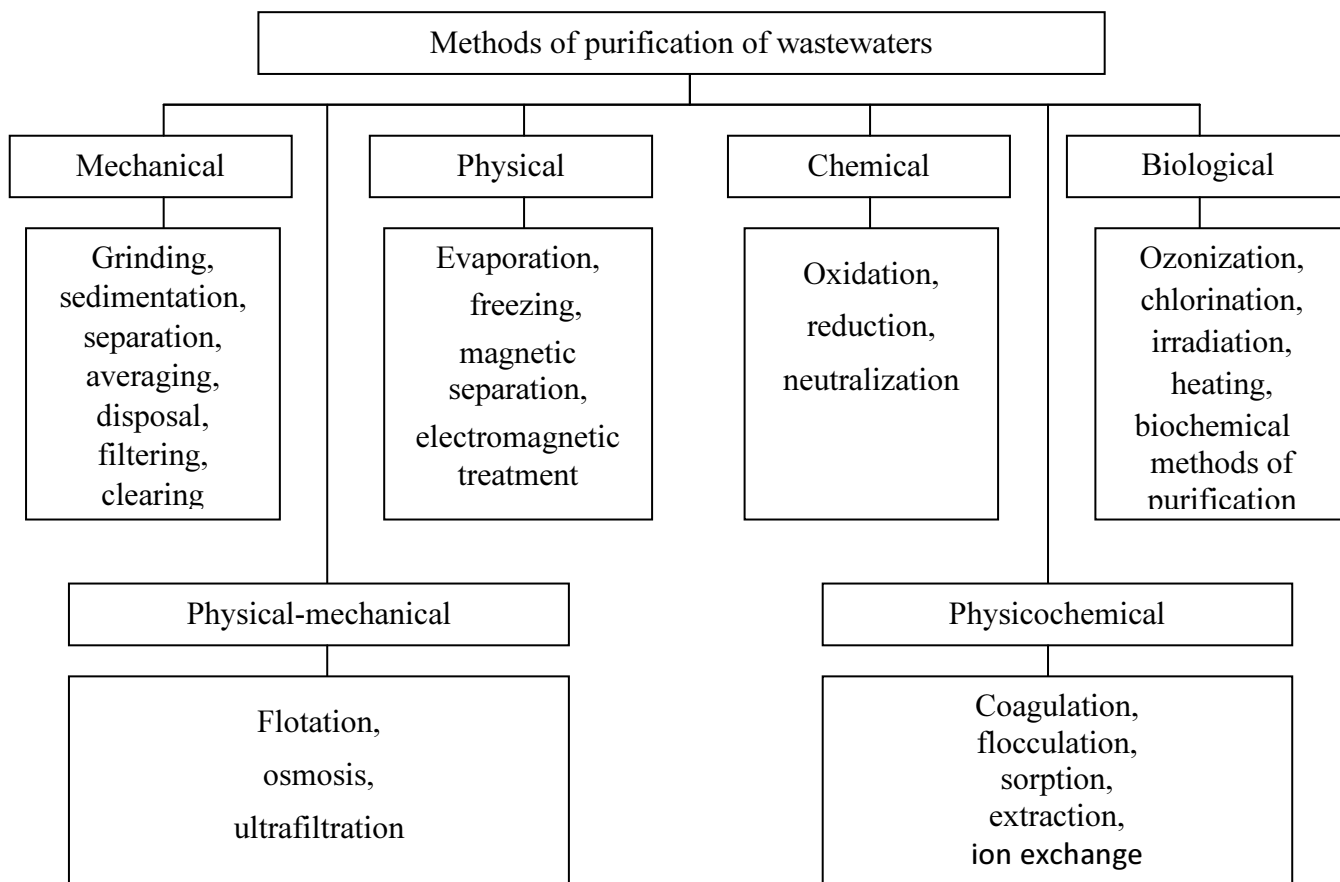 Methods of purification of wastewaters
Mechanical
Physical
Chemical
Biological
Grinding,
sedimentation,
separation,
averaging,
disposal,
filtering,
clearing
Evaporation,
freezing,
magnetic
separation,
electromagnetic
treatment
Oxidation,
reduction,
neutralization
Ozonization,
chlorination,
irradiation,
heating,
biochemical
methods of
purification
Physical-mechanical
Physicochemical
Flotation,
osmosis,
ultrafiltration
Coagulation,
flocculation,
sorption,
extraction,
ion exchange